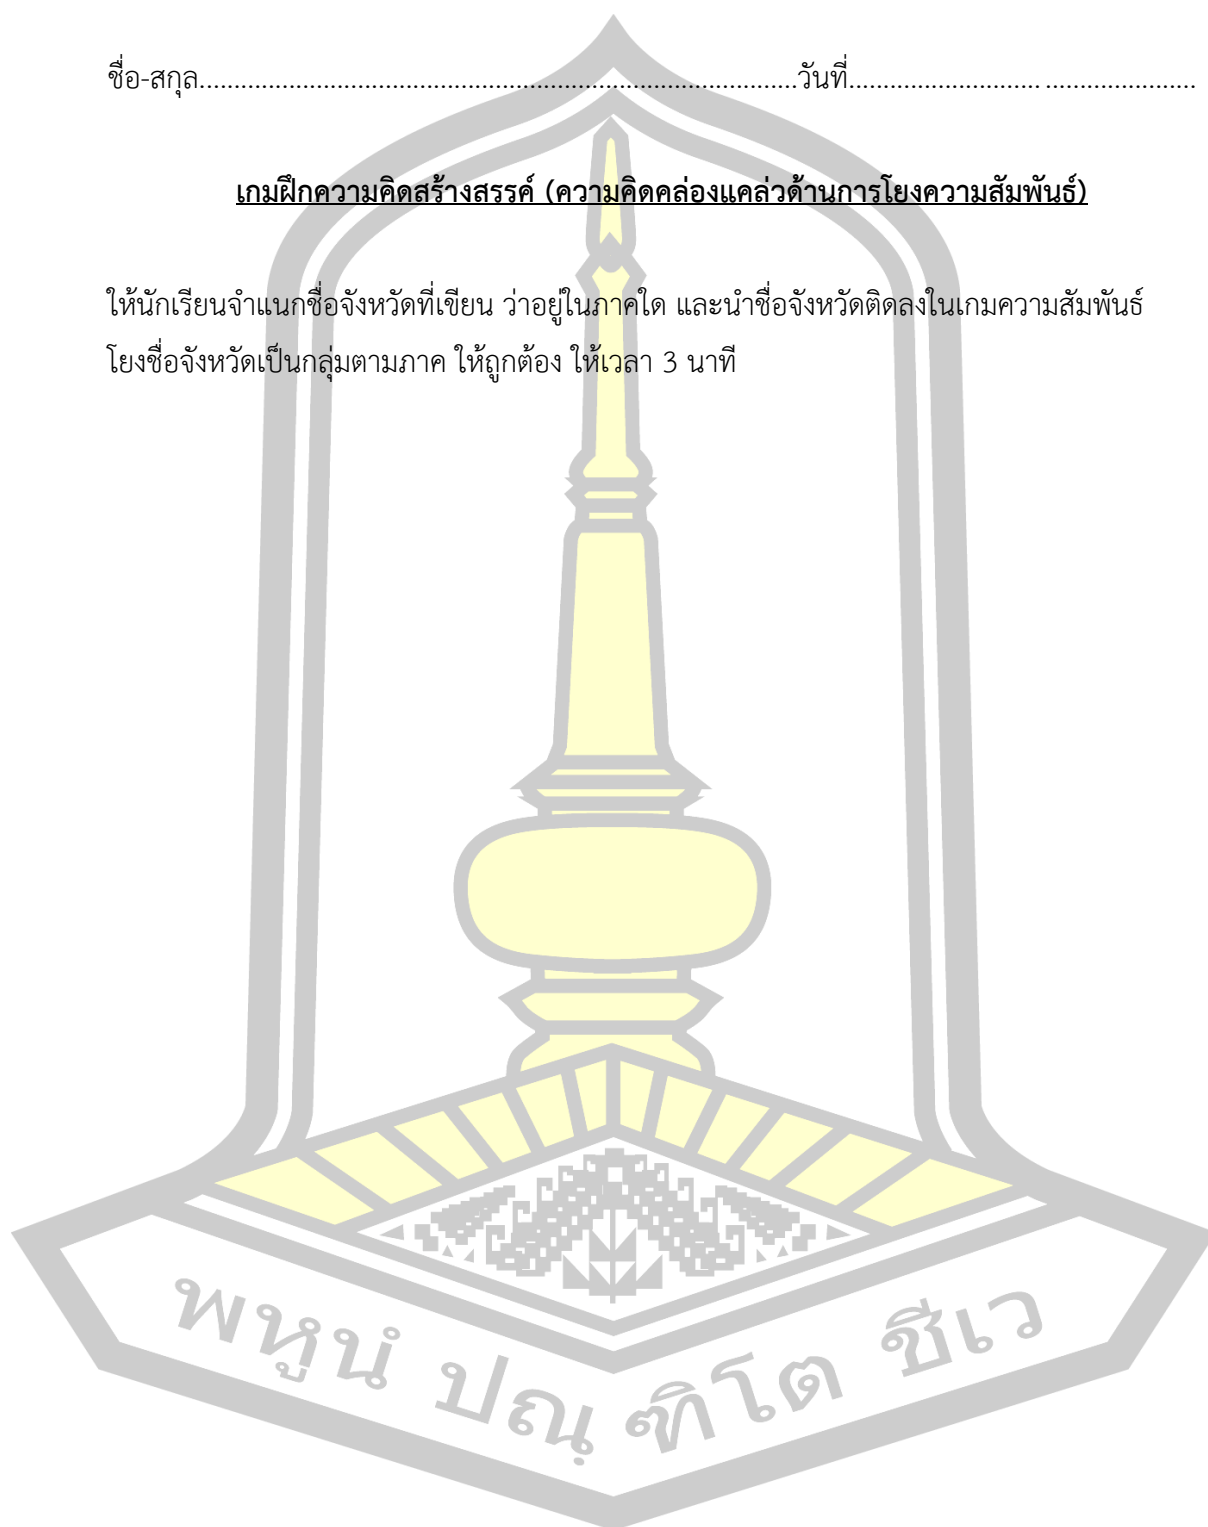 ชื่อ-สกุล.......................................................................................วันที่............................ ......................
เกมฝึกความคิดสร้างสรรค์ (ความคิดคล่องแคล่วด้านการโยงความสัมพันธ์)
ให้นักเรียนจำแนกชื่อจังหวัดที่เขียน ว่าอยู่ในภาคใด และนำชื่อจังหวัดติดลงในเกมความสัมพันธ์
โยงชื่อจังหวัดเป็นกลุ่มตามภาค ให้ถูกต้อง ให้เวลา 3 นาที
พหูนํ ปณฺฑิโต ชีเว